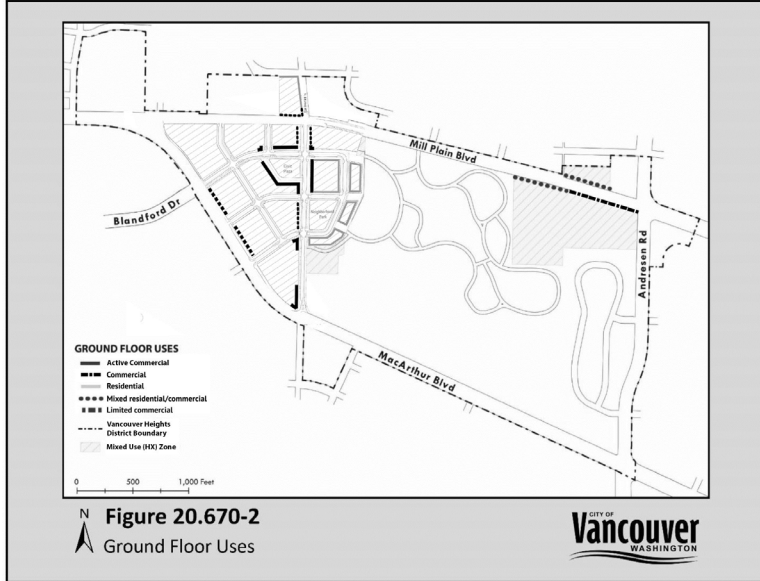 Mill Plain Blvd
Blandford Dr
Andresen Rd
Neighborhood
Park
MacArthur Blvd
GROUND FLOOR USES
Active Commercial
Commercial
Residential
Mixed residential/commercial
Limited commercial
Vancouver Heights
District Boundary
Mixed Use (HX) Zone
0 500 1,000 Feet
N
Figure 20.670-2
Ground Floor Uses
CITY OF
Vancouver
WASHINGTON